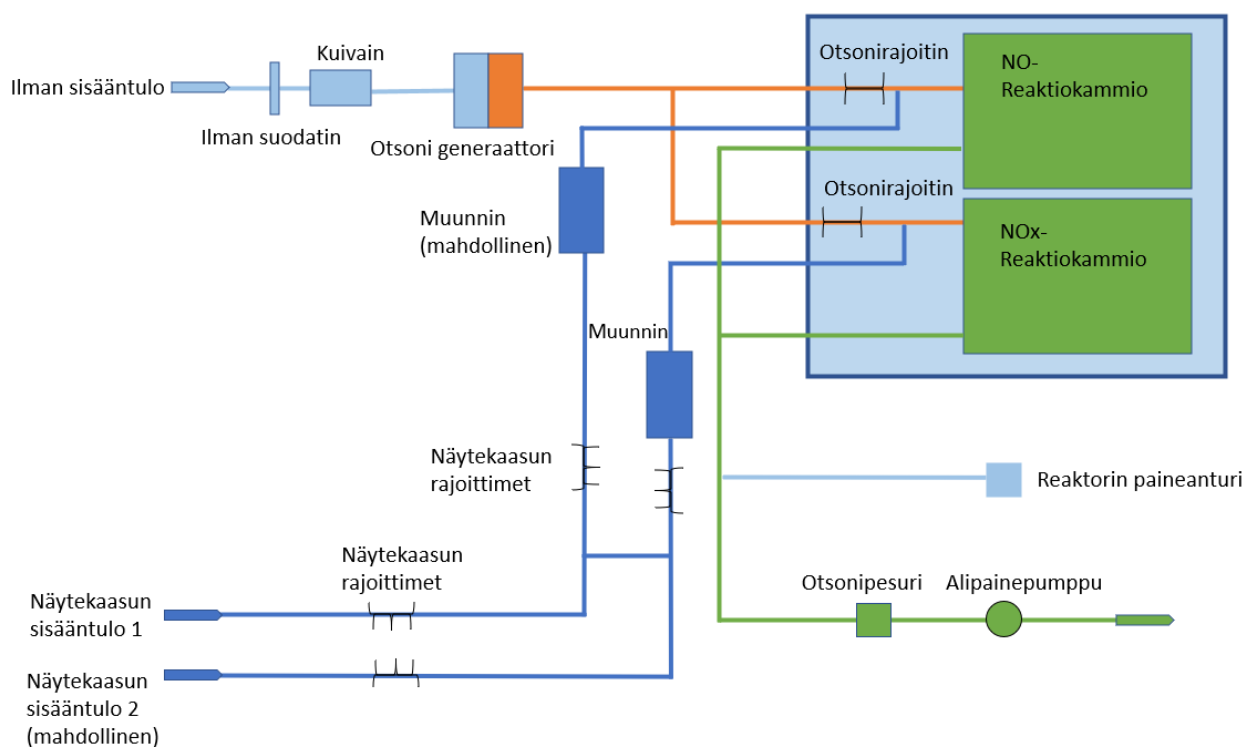 Ilman sisääntulo
Ilman suodatin
Kuivain
Otsoni generaattori
Otsonirajoitin
NO-
Reaktiokammio
Muunnin
(mahdollinen)
Otsonirajoitin
NOx-
Reaktiokammio
Muunnin
Näytekaasun
rajoittimet
Reaktorin paineanturi
Näytekaasun
rajoittimet
Otsonipesuri
Alipainepumppu
Näytekaasun
sisääntulo 1
Näytekaasun
sisääntulo 2
(mahdollinen)